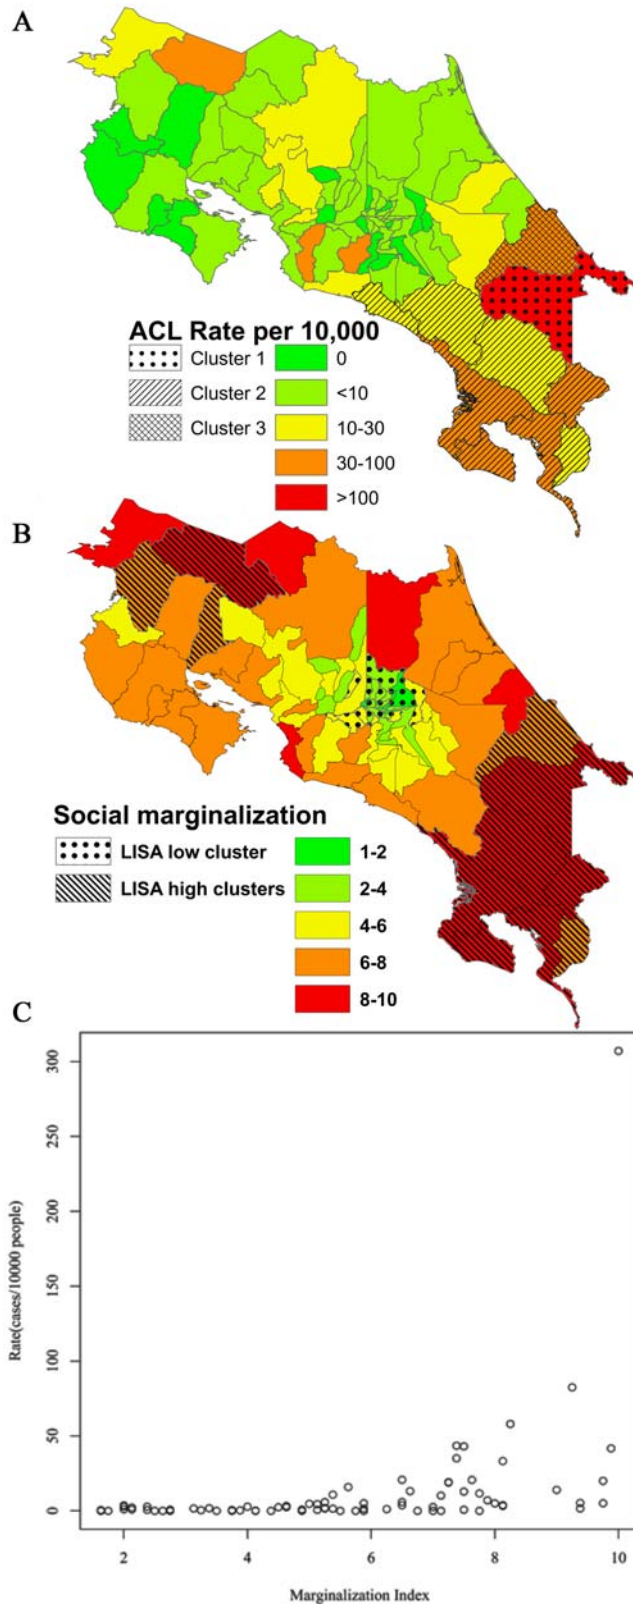 A
ACL Rate per 10,000
Cluster 1 0
Cluster 2 <10
Cluster 3 10-30
30-100
>100
B
Social marginalization
LISA low cluster 1-2
LISA high clusters 2-4
4-6
6-8
8-10
C
300
250
200
150
100
50
0
Rate(cases/10000 people)
2 4 6 8 10
Marginalization Index